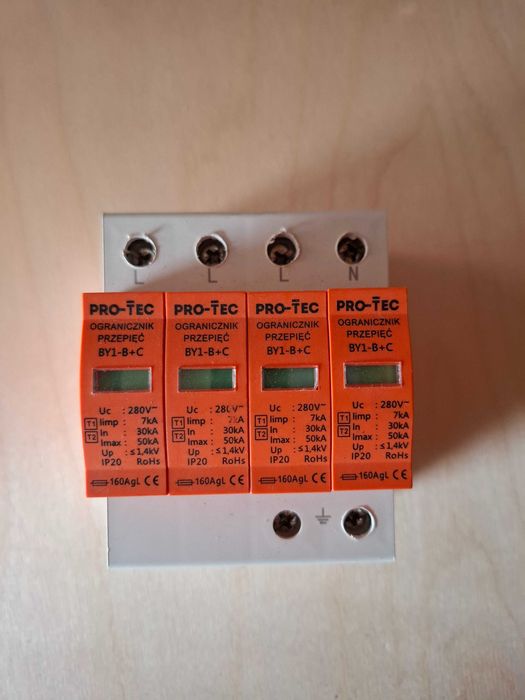 L L L N
PRO-TEC
OGRANICZNIK
PRZEPIĘĆ
BY1-B+C
Uc : 280V~
T1 Iimp : 7kA
T2 In : 30kA
Imax : 50kA
Up : ≤1,4kV
IP20 RoHs
160AgL CE
PRO-TEC
OGRANICZNIK
PRZEPIĘĆ
BY1-B+C
Uc : 280V~
T1 Iimp : 7kA
T2 In : 30kA
Imax : 50kA
Up : ≤1,4kV
IP20 RoHs
160AgL CE
PRO-TEC
OGRANICZNIK
PRZEPIĘĆ
BY1-B+C
Uc : 280V~
T1 Iimp : 7kA
T2 In : 30kA
Imax : 50kA
Up : ≤1,4kV
IP20 RoHs
160AgL CE
PRO-TEC
OGRANICZNIK
PRZEPIĘĆ
BY1-B+C
Uc : 280V~
T1 Iimp : 7kA
T2 In : 30kA
Imax : 50kA
Up : ≤1,4kV
IP20 RoHs
160AgL CE